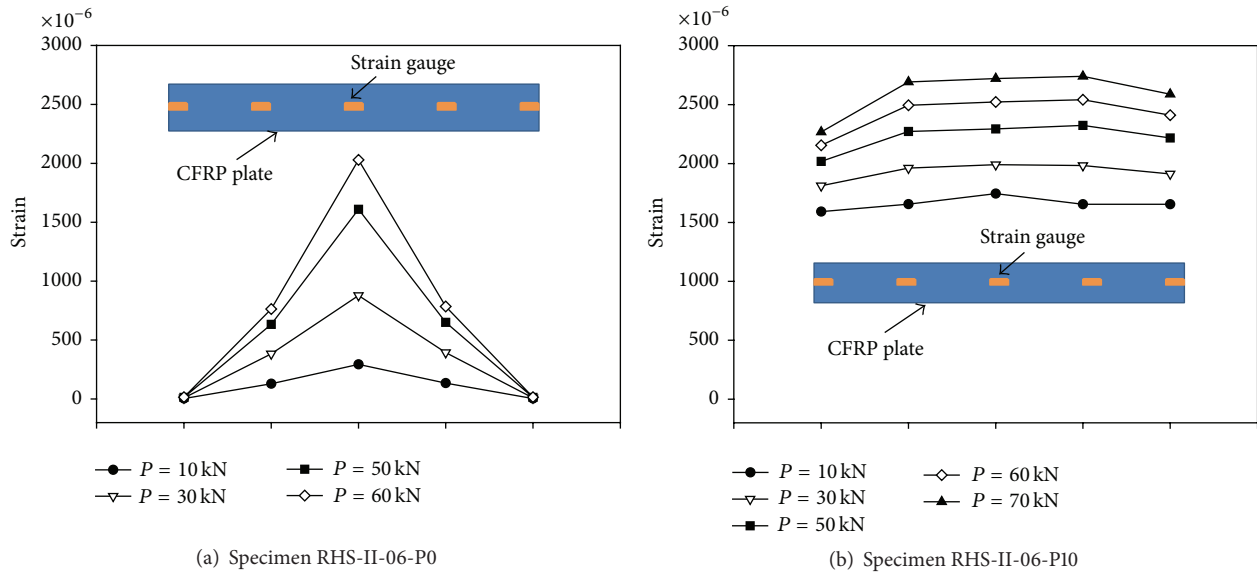 ×10⁻⁶
3000
2500
2000
1500
1000
500
0
Strain
Strain gauge
CFRP plate
P = 10 kN
P = 30 kN
P = 50 kN
P = 60 kN
(a) Specimen RHS-II-06-P0
×10⁻⁶
3000
2500
2000
1500
1000
500
0
Strain
Strain gauge
CFRP plate
P = 10 kN
P = 30 kN
P = 50 kN
P = 60 kN
P = 70 kN
(b) Specimen RHS-II-06-P10